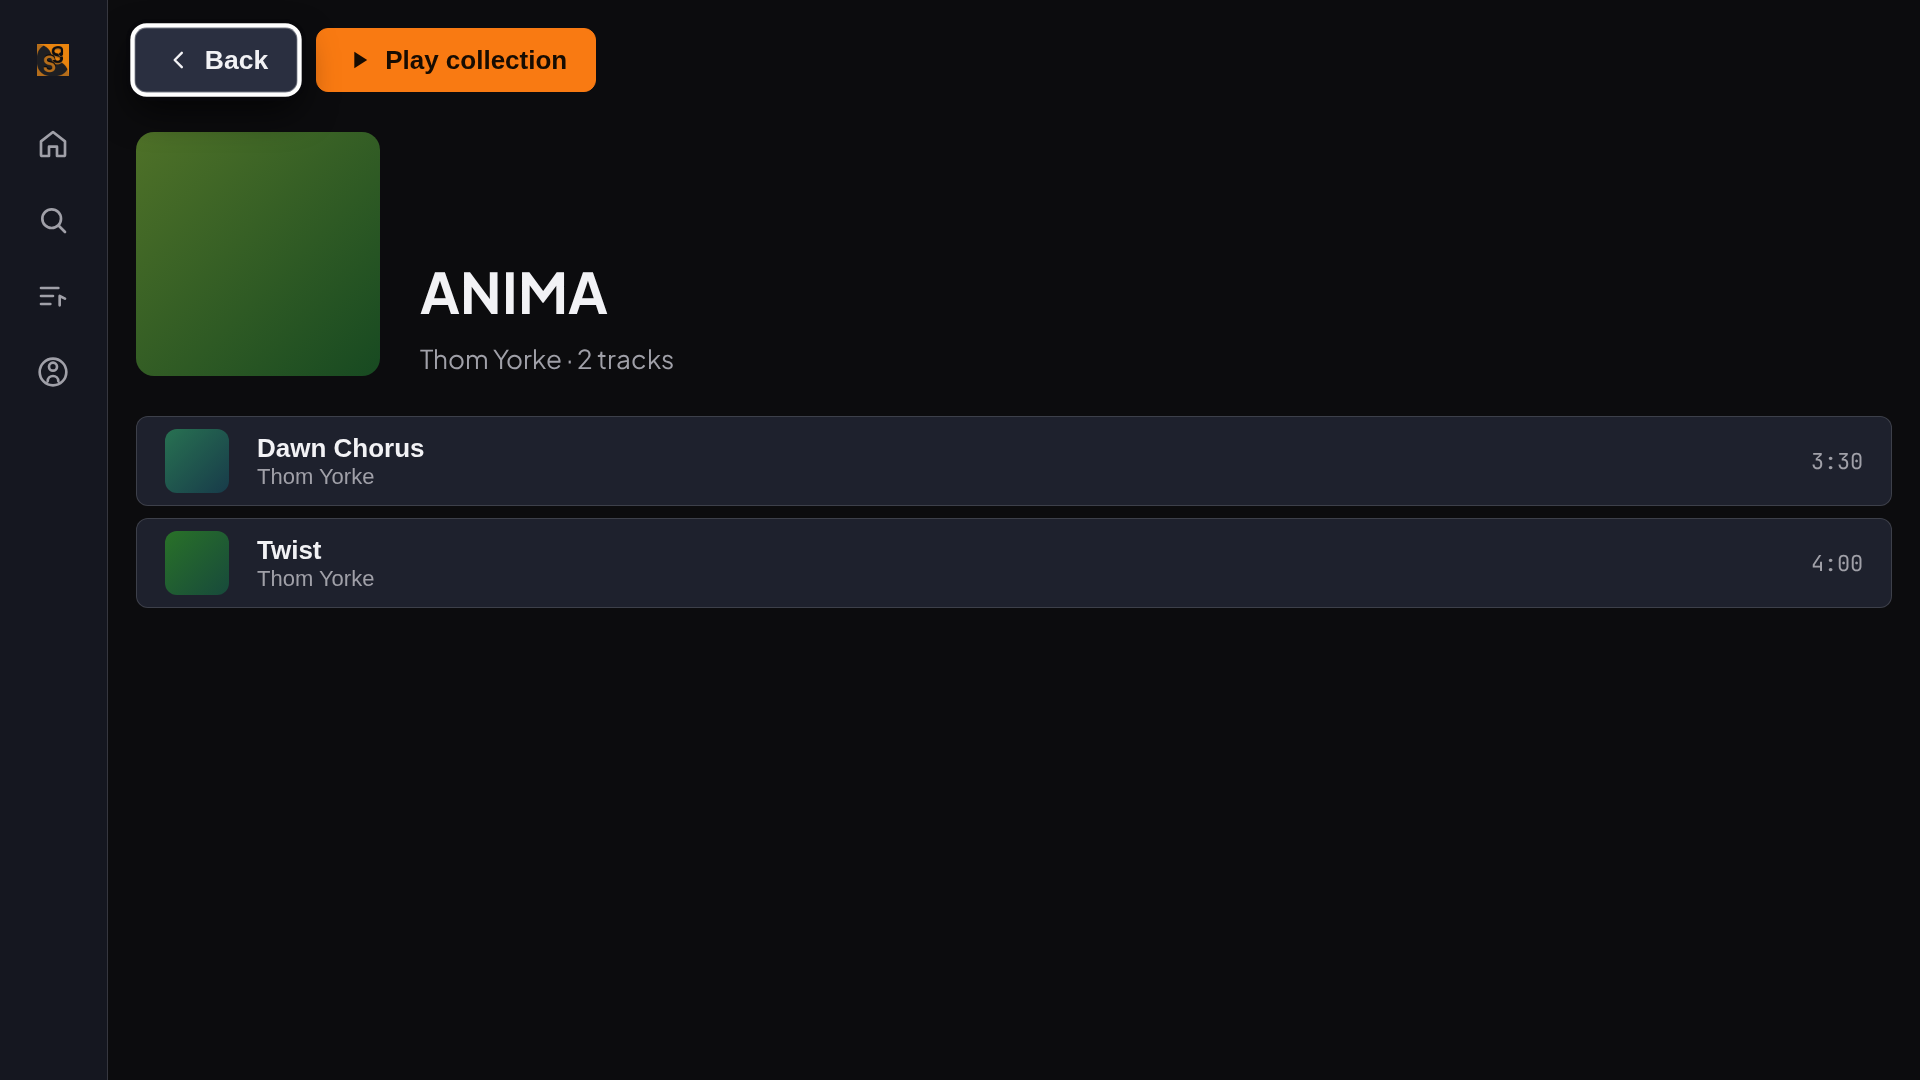 Back
Play collection
ANIMA
Thom Yorke · 2 tracks
Dawn Chorus
Thom Yorke
3:30
Twist
Thom Yorke
4:00